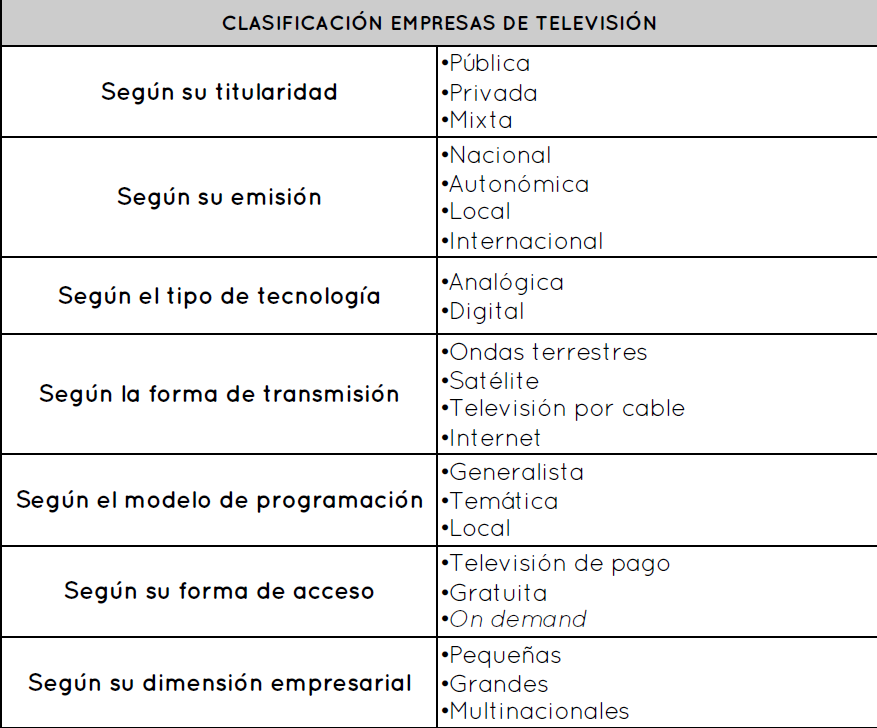 CLASIFICACIÓN EMPRESAS DE TELEVISIÓN
Según su titularidad
•Pública
•Privada
•Mixta
Según su emisión
•Nacional
•Autonómica
•Local
•Internacional
Según el tipo de tecnología
•Analógica
•Digital
Según la forma de transmisión
•Ondas terrestres
•Satélite
•Televisión por cable
•Internet
Según el modelo de programación
•Generalista
•Temática
•Local
Según su forma de acceso
•Televisión de pago
•Gratuita
•On demand
Según su dimensión empresarial
•Pequeñas
•Grandes
•Multinacionales